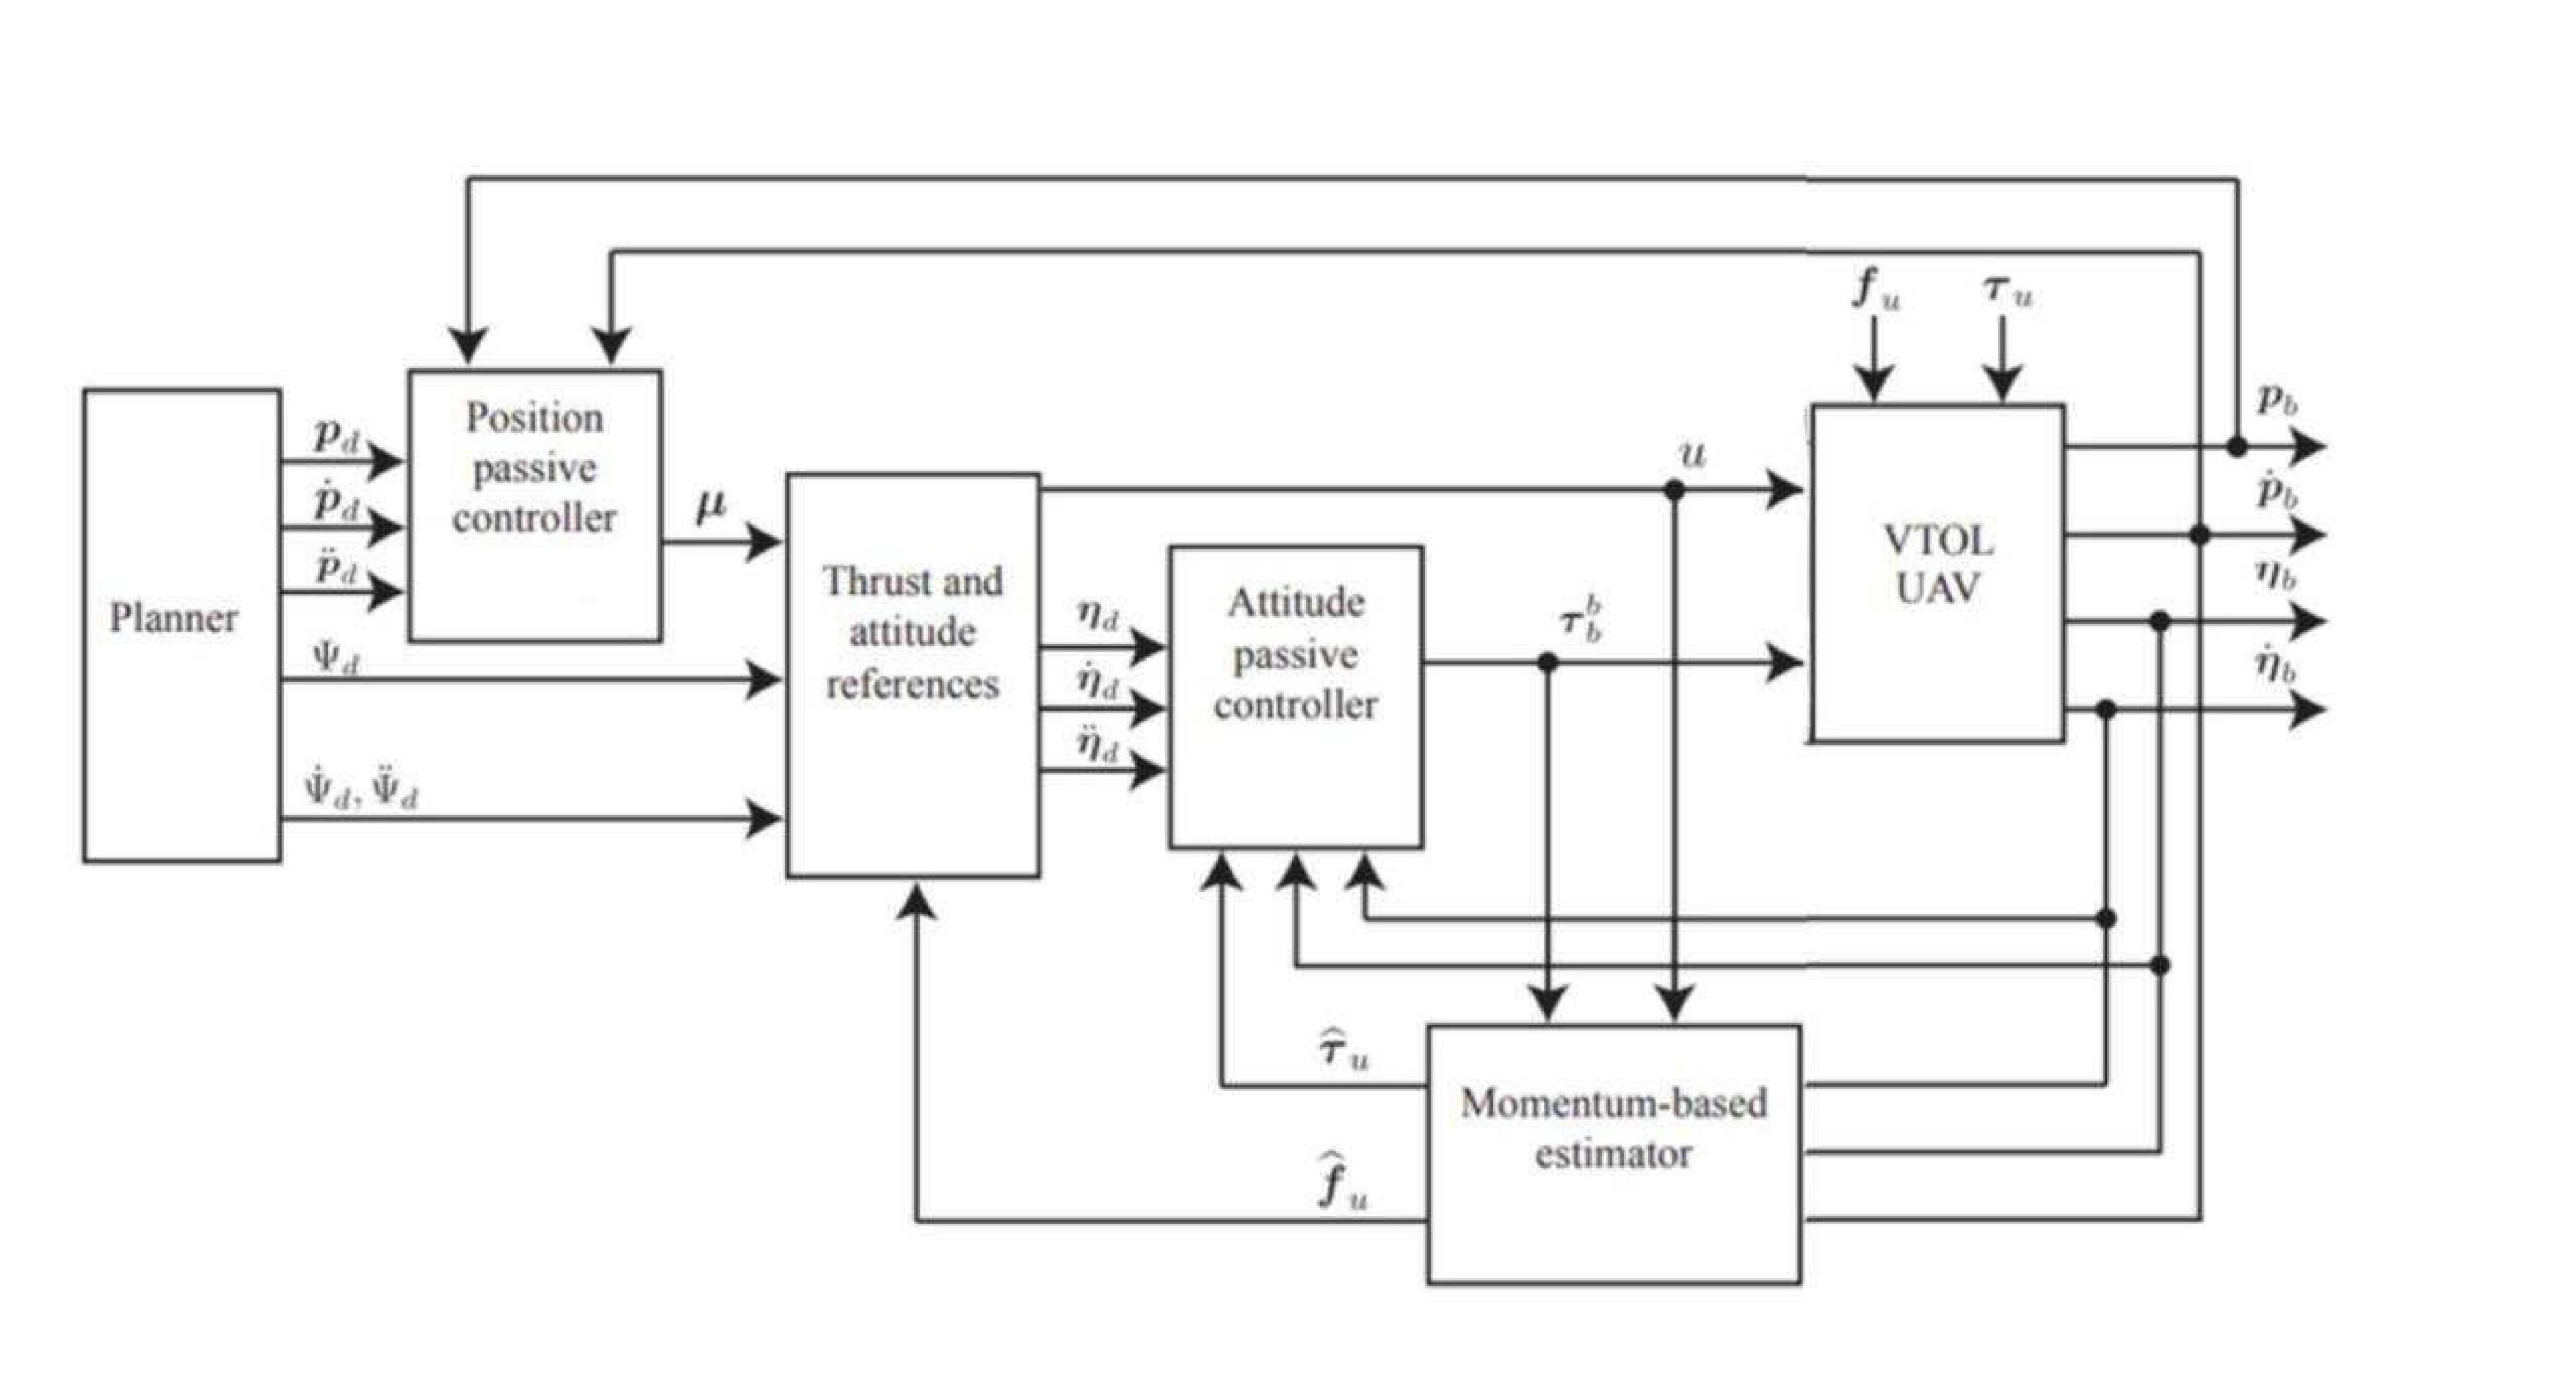 f_u
τ_u
Position
passive
controller
p_b
p_d
u
ṗ_b
ṗ_d
μ
VTOL
UAV
p̈_d
Thrust and
attitude
references
η_b
Planner
η_d
Attitude
passive
controller
τ_b^b
Ψ_d
η̇_d
η̇_b
η̈_d
Ψ̇_d, Ψ̈_d
τ̂_u
Momentum-based
estimator
f̂_u